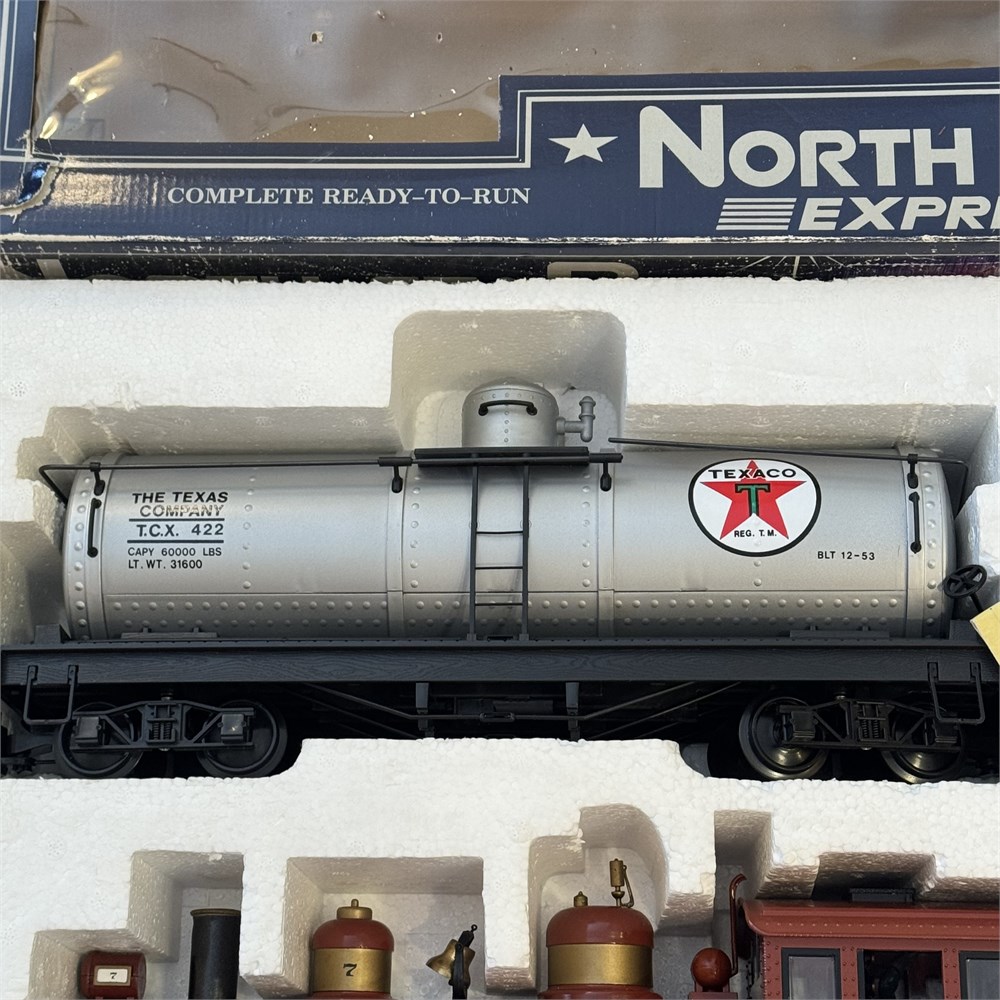 NORTH
COMPLETE READY-TO-RUN
EXPR
THE TEXAS
COMPANY
T.C.X. 422
CAPY 60000 LBS
LT. WT. 31600
TEXACO
T
REG. T. M.
BLT 12-53
7
7